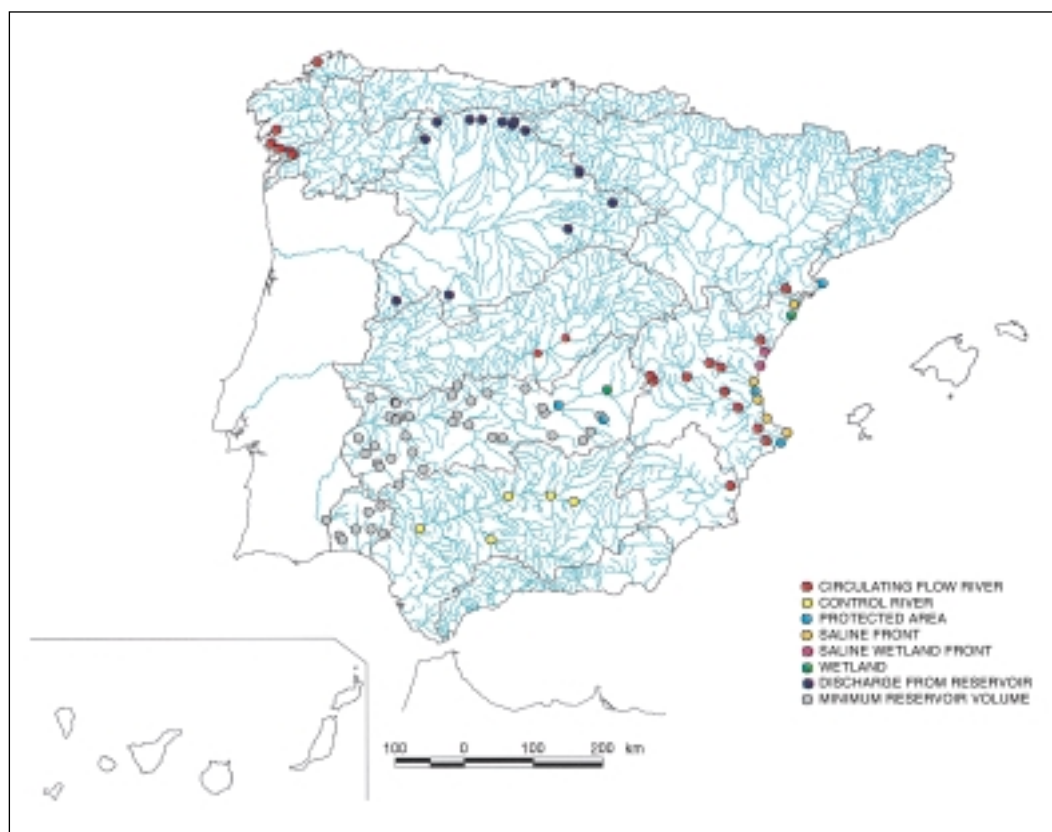 CIRCULATING FLOW RIVER
CONTROL RIVER
PROTECTED AREA
SALINE FRONT
SALINE WETLAND FRONT
WETLAND
DISCHARGE FROM RESERVOIR
MINIMUM RESERVOIR VOLUME
100 0 100 200 km